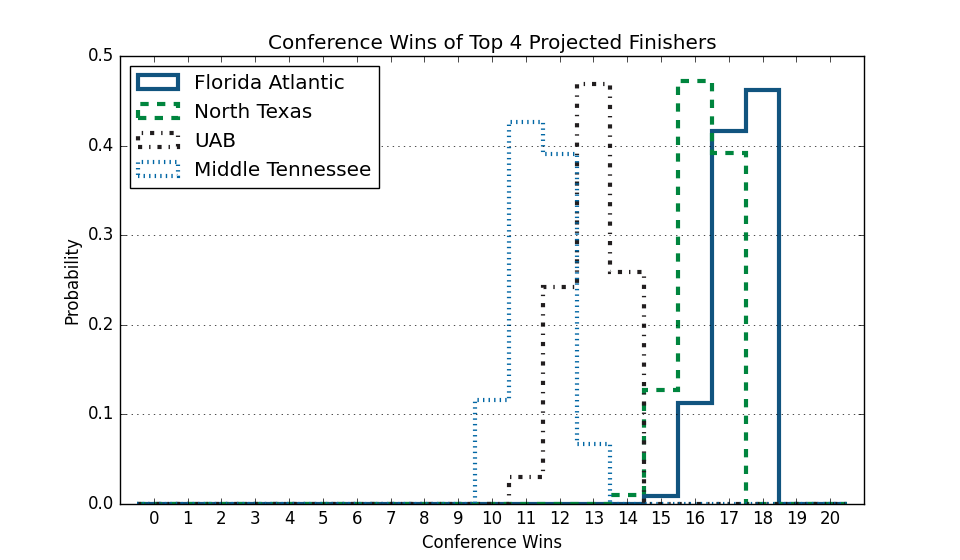 Conference Wins of Top 4 Projected Finishers
0.5
Florida Atlantic
North Texas
UAB
Middle Tennessee
0.4
0.3
0.2
0.1
0.0
Probability
0 1 2 3 4 5 6 7 8 9 10 11 12 13 14 15 16 17 18 19 20
Conference Wins